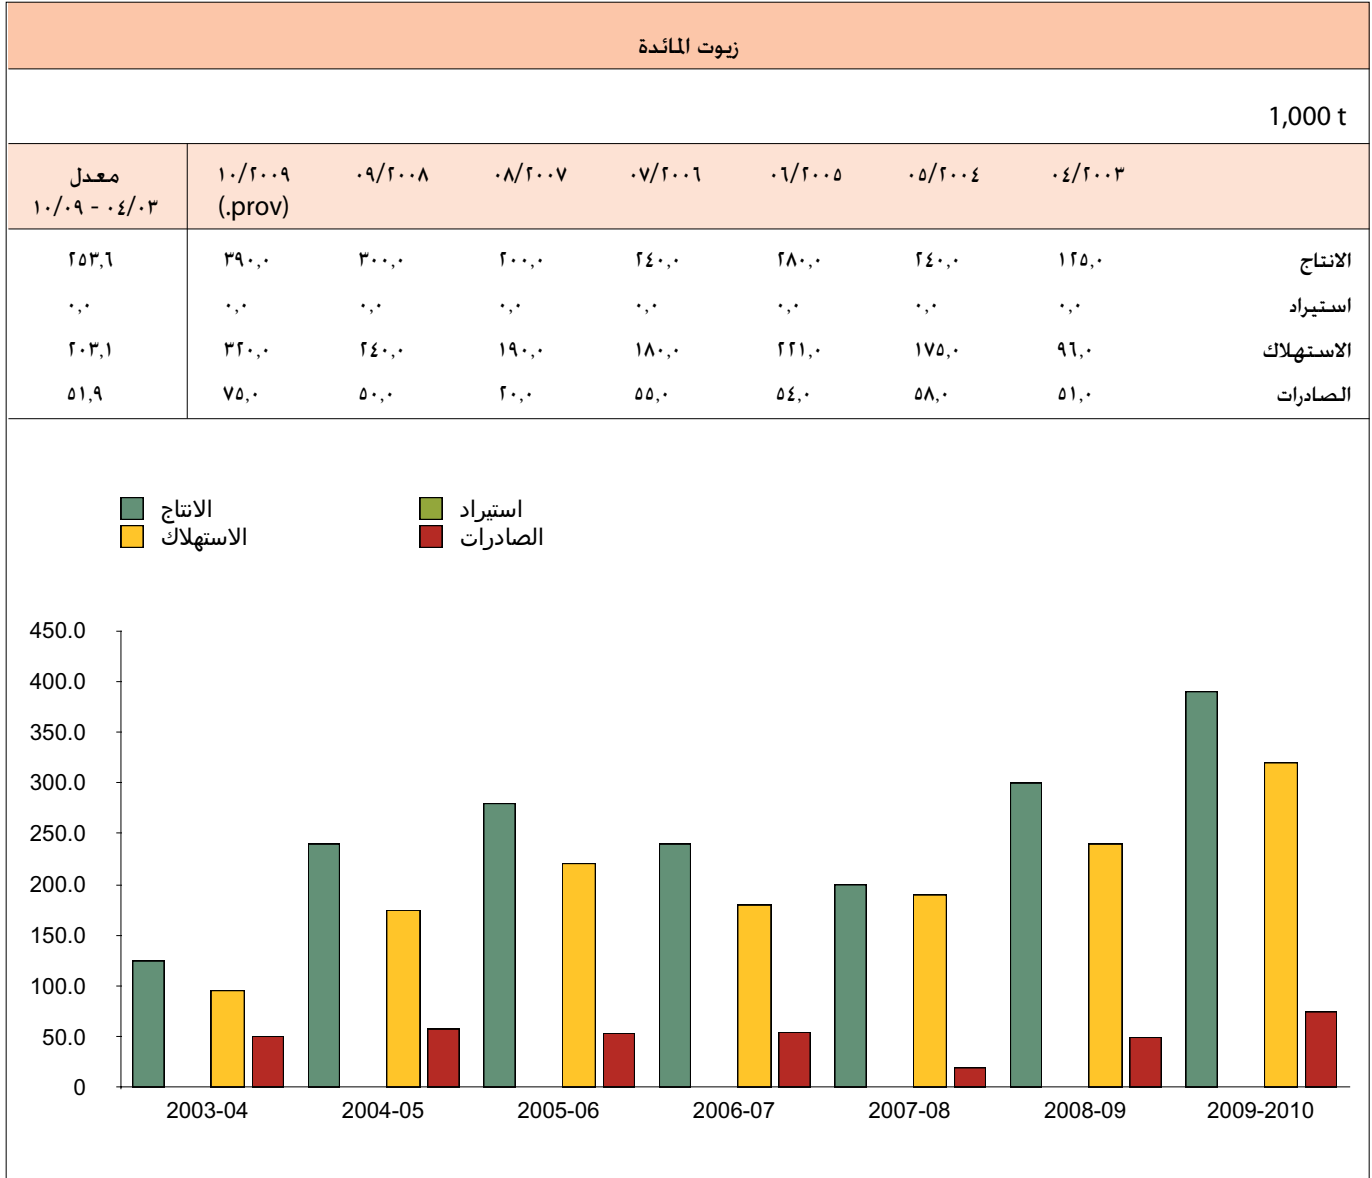 زيوت المائدة
1,000 t
٠٤/٢٠٠٣ ٠٥/٢٠٠٤ ٠٦/٢٠٠٥ ٠٧/٢٠٠٦ ٠٨/٢٠٠٧ ٠٩/٢٠٠٨ ١٠/٢٠٠٩ معدل
(prov.) ٠٤/٠٣ - ١٠/٠٩
الانتاج ١٢٥,٠ ٢٤٠,٠ ٢٨٠,٠ ٢٤٠,٠ ٢٠٠,٠ ٣٠٠,٠ ٣٩٠,٠ ٢٥٣,٦
استيراد ٠,٠ ٠,٠ ٠,٠ ٠,٠ ٠,٠ ٠,٠ ٠,٠ ٠,٠
الاستهلاك ٩٦,٠ ١٧٥,٠ ٢٢١,٠ ١٨٠,٠ ١٩٠,٠ ٢٤٠,٠ ٣٢٠,٠ ٢٠٣,١
الصادرات ٥١,٠ ٥٨,٠ ٥٤,٠ ٥٥,٠ ٢٠,٠ ٥٠,٠ ٧٥,٠ ٥١,٩
استيراد الانتاج
الصادرات الاستهلاك
450.0
400.0
350.0
300.0
250.0
200.0
150.0
100.0
50.0
0
2003-04 2004-05 2005-06 2006-07 2007-08 2008-09 2009-2010